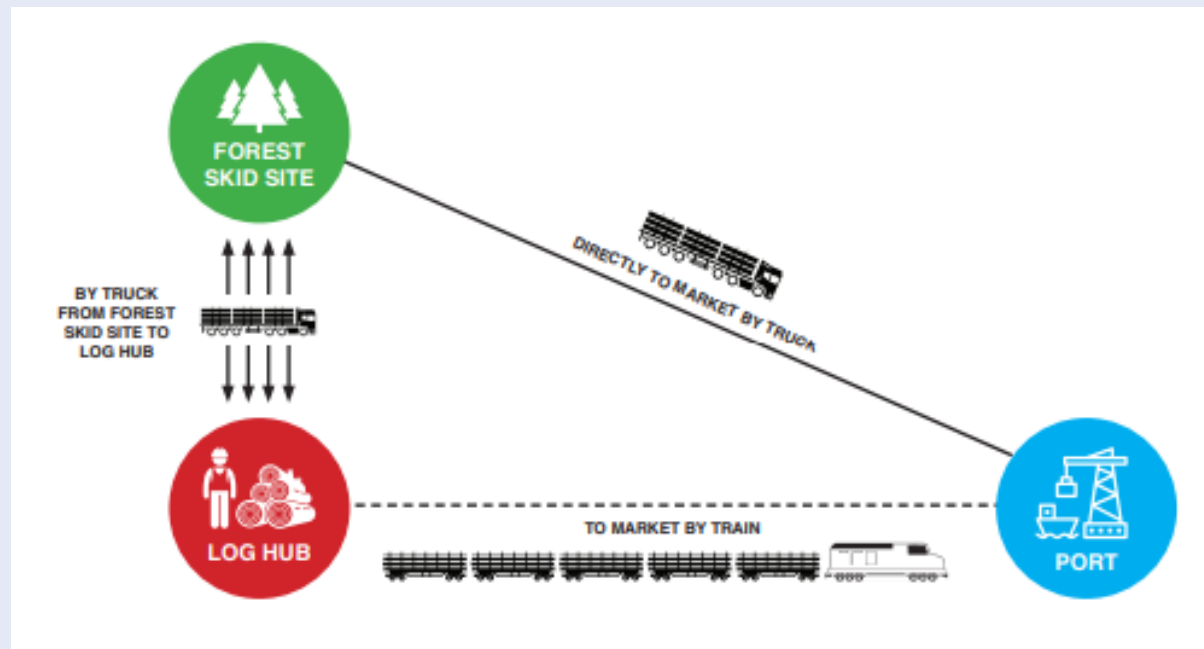 FOREST
SKID SITE
DIRECTLY TO MARKET BY TRUCK
BY TRUCK
FROM FOREST
SKID SITE TO
LOG HUB
LOG HUB
TO MARKET BY TRAIN
PORT